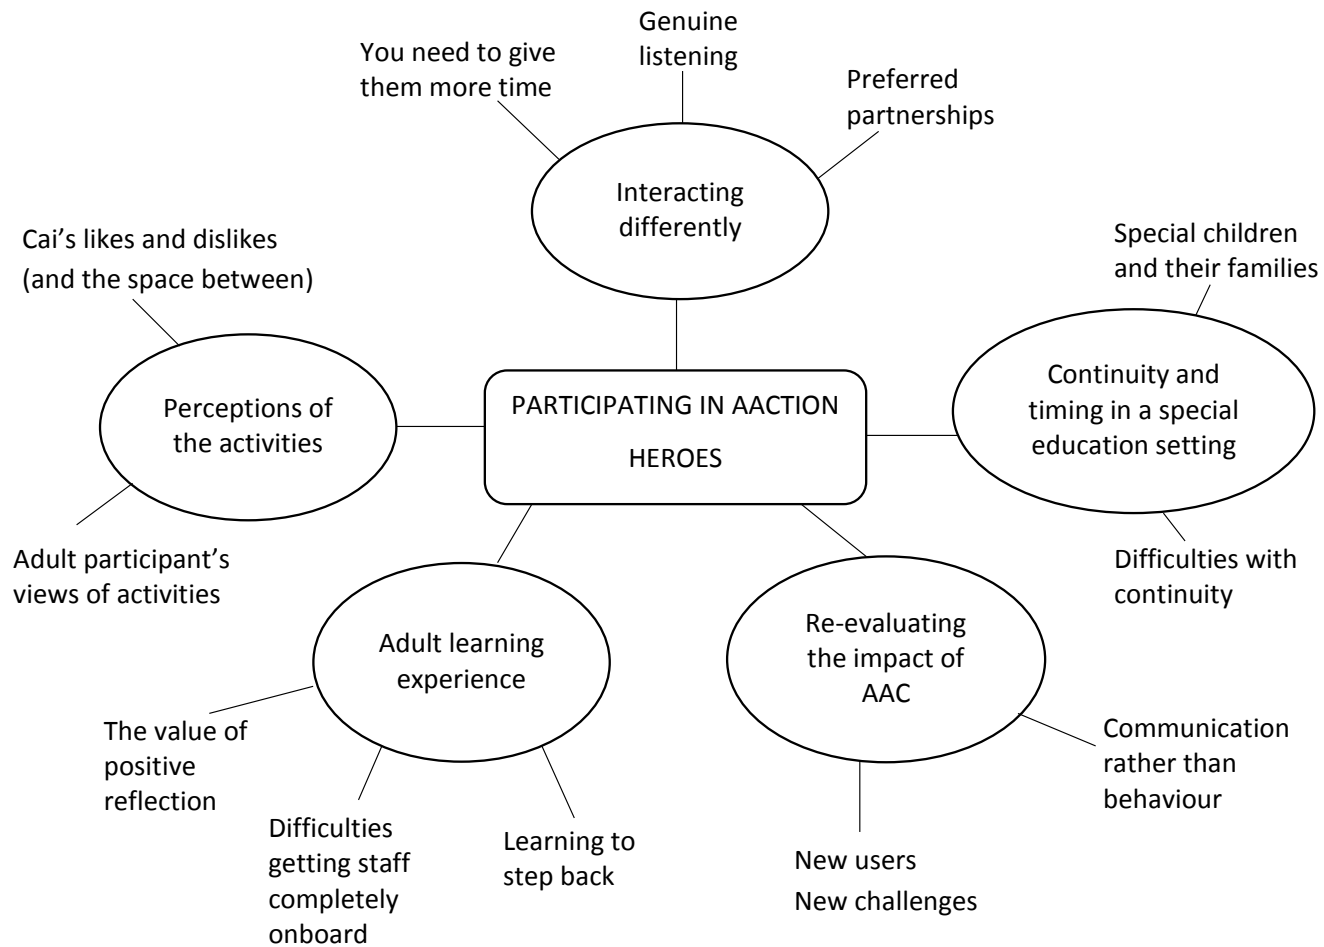 Genuine
listening
You need to give
them more time
Preferred
partnerships
Interacting
differently
Cai’s likes and dislikes
(and the space between)
Special children
and their families
Perceptions of
the activities
PARTICIPATING IN AACTION
HEROES
Continuity and
timing in a special
education setting
Adult participant’s
views of activities
Difficulties with
continuity
Adult learning
experience
Re-evaluating
the impact of
AAC
The value of
positive
reflection
Difficulties
getting staff
completely
onboard
Learning to
step back
New users
New challenges
Communication
rather than
behaviour